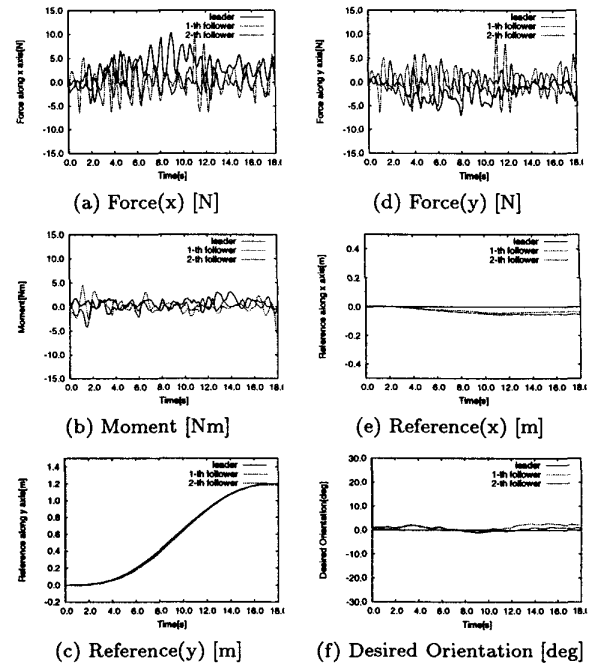 leader
1-th follower
2-th follower
Force along x axis[N]
15.0
10.0
5.0
0.0
-5.0
-10.0
-15.0
0.0 2.0 4.0 6.0 8.0 10.0 12.0 14.0 16.0 18.0
Time[s]
(a) Force(x) [N]
leader
1-th follower
2-th follower
Force along y axis[N]
15.0
10.0
5.0
0.0
-5.0
-10.0
-15.0
0.0 2.0 4.0 6.0 8.0 10.0 12.0 14.0 16.0 18.0
Time[s]
(d) Force(y) [N]
leader
1-th follower
2-th follower
Moment[Nm]
15.0
10.0
5.0
0.0
-5.0
-10.0
-15.0
0.0 2.0 4.0 6.0 8.0 10.0 12.0 14.0 16.0 18.0
Time[s]
(b) Moment [Nm]
leader
1-th follower
2-th follower
Reference along x axis[m]
0.4
0.2
0.0
-0.2
-0.4
0.0 2.0 4.0 6.0 8.0 10.0 12.0 14.0 16.0 18.0
Time[s]
(e) Reference(x) [m]
leader
1-th follower
2-th follower
Reference along y axis[m]
1.4
1.2
1.0
0.8
0.6
0.4
0.2
0.0
-0.2
0.0 2.0 4.0 6.0 8.0 10.0 12.0 14.0 16.0 18.0
Time[s]
(c) Reference(y) [m]
leader
1-th follower
2-th follower
Desired Orientation[deg]
30.0
20.0
10.0
0.0
-10.0
-20.0
-30.0
0.0 2.0 4.0 6.0 8.0 10.0 12.0 14.0 16.0 18.0
Time[s]
(f) Desired Orientation [deg]